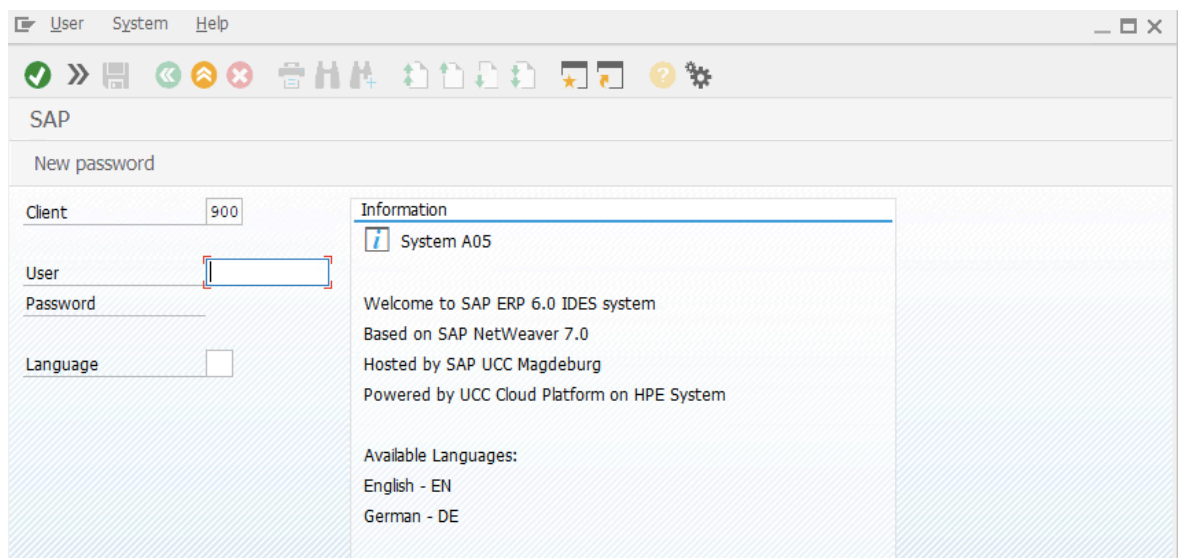 User System Help
SAP
New password
Client 900
User
Password
Language
Information
i System A05
Welcome to SAP ERP 6.0 IDES system
Based on SAP NetWeaver 7.0
Hosted by SAP UCC Magdeburg
Powered by UCC Cloud Platform on HPE System
Available Languages:
English - EN
German - DE